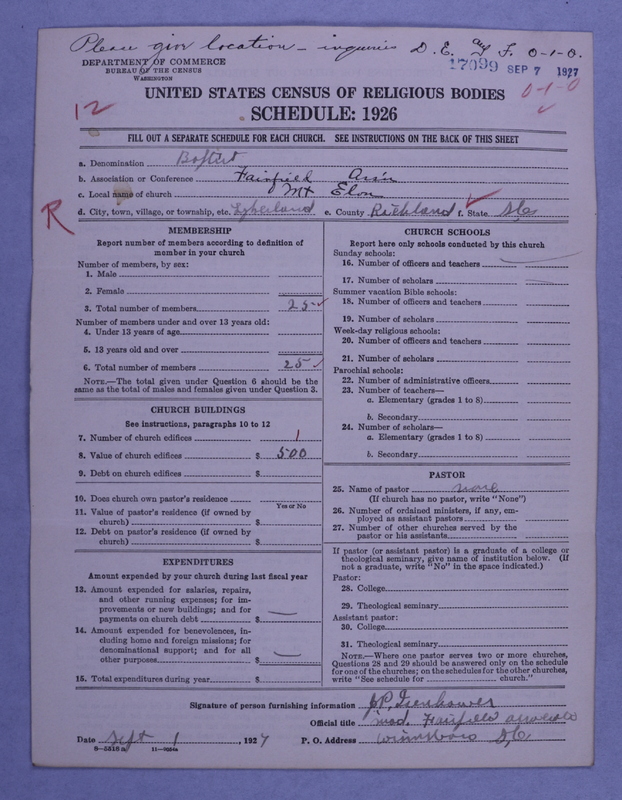 Please give location – inquiries D. E. F. 0-1-0.
DEPARTMENT OF COMMERCE
BUREAU OF THE CENSUS
WASHINGTON
17099 SEP 7 1927
0-1-0
UNITED STATES CENSUS OF RELIGIOUS BODIES
SCHEDULE: 1926
12
FILL OUT A SEPARATE SCHEDULE FOR EACH CHURCH. SEE INSTRUCTIONS ON THE BACK OF THIS SHEET
a. Denomination Baptist
b. Association or Conference Fairfield Ass'n
c. Local name of church Mt Elon
d. City, town, village, or township, etc. e. County Richland f. State S.C.
R
MEMBERSHIP
Report number of members according to definition of
member in your church
Number of members, by sex:
1. Male
2. Female
3. Total number of members 25
Number of members under and over 13 years old:
4. Under 13 years of age
5. 13 years old and over
6. Total number of members 25
NOTE.—The total given under Question 6 should be the
same as the total of males and females given under Question 3.
CHURCH BUILDINGS
See instructions, paragraphs 10 to 12
7. Number of church edifices 1
8. Value of church edifices $ 500
9. Debt on church edifices $
10. Does church own pastor's residence
Yes or No
11. Value of pastor's residence (if owned by
church) $
12. Debt on pastor's residence (if owned by
church) $
EXPENDITURES
Amount expended by your church during last fiscal year
13. Amount expended for salaries, repairs,
and other running expenses; for im-
provements or new buildings; and for
payments on church debt $
14. Amount expended for benevolences, in-
cluding home and foreign missions; for
denominational support; and for all
other purposes $
15. Total expenditures during year $
CHURCH SCHOOLS
Report here only schools conducted by this church
Sunday schools:
16. Number of officers and teachers
17. Number of scholars
Summer vacation Bible schools:
18. Number of officers and teachers
19. Number of scholars
Week-day religious schools:
20. Number of officers and teachers
21. Number of scholars
Parochial schools:
22. Number of administrative officers
23. Number of teachers—
a. Elementary (grades 1 to 8)
b. Secondary
24. Number of scholars—
a. Elementary (grades 1 to 8)
b. Secondary
PASTOR
25. Name of pastor none
(If church has no pastor, write "None")
26. Number of ordained ministers, if any, em-
ployed as assistant pastors
27. Number of other churches served by the
pastor or his assistants
If pastor (or assistant pastor) is a graduate of a college or
theological seminary, give name of institution below. (If
not a graduate, write "No" in the space indicated.)
Pastor:
28. College
29. Theological seminary
Assistant pastor:
30. College
31. Theological seminary
NOTE.—Where one pastor serves two or more churches,
Questions 28 and 29 should be answered only on the schedule
for one of the churches; on the schedules for the other churches,
write "See schedule for church."
Signature of person furnishing information J.P. Isenhower
Official title Mod. Fairfield
Date Sept 1, 1927 P. O. Address Winnsboro S.C.